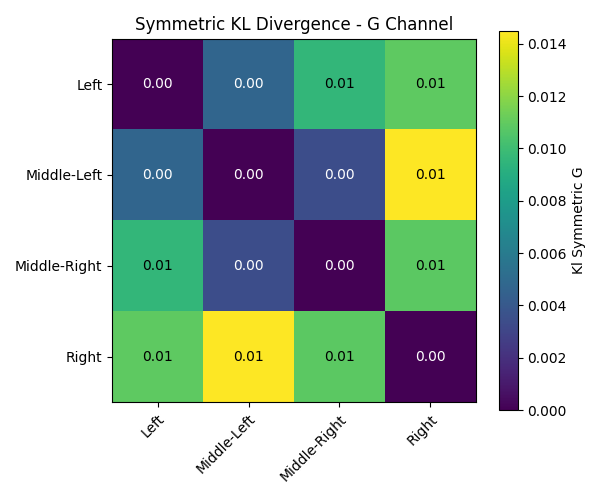 Symmetric KL Divergence - G Channel
Left
0.00 0.00 0.01 0.01
Middle-Left
0.00 0.00 0.00 0.01
Middle-Right
0.01 0.00 0.00 0.01
Right
0.01 0.01 0.01 0.00
Left
Middle-Left
Middle-Right
Right
0.014
0.012
0.010
0.008
0.006
0.004
0.002
0.000
Kl Symmetric G